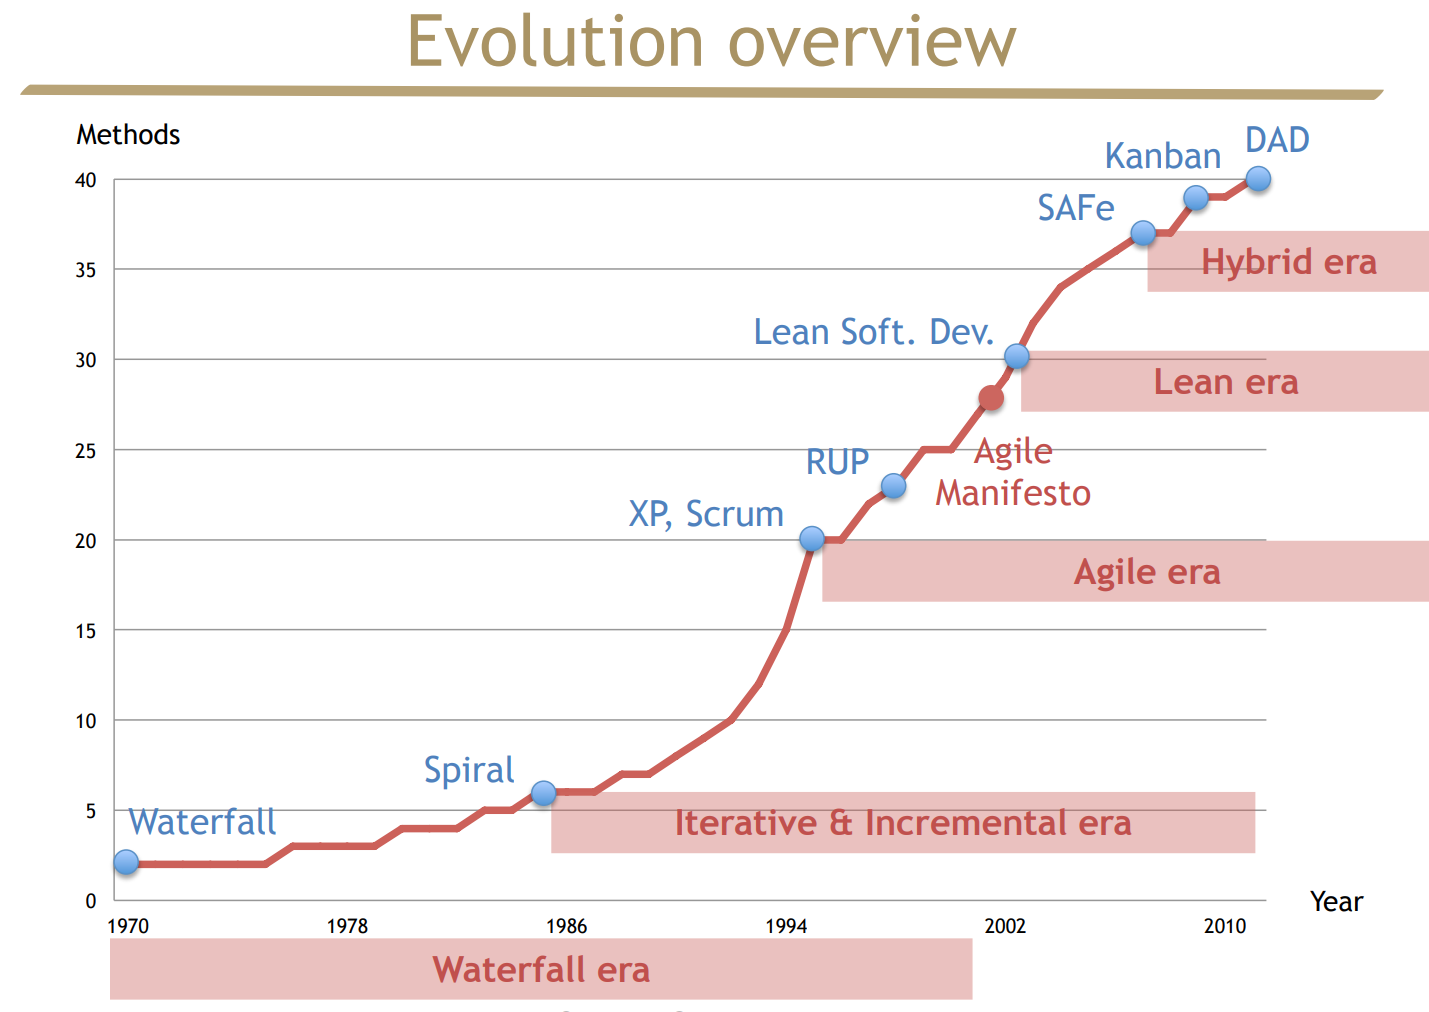 Evolution overview
Methods
DAD
Kanban
40
SAFe
Hybrid era
35
Lean Soft. Dev.
30
Lean era
Agile
Manifesto
25
RUP
XP, Scrum
20
Agile era
15
10
Spiral
5
Waterfall
Iterative & Incremental era
0
Year
1970 1978 1986 1994 2002 2010
Waterfall era